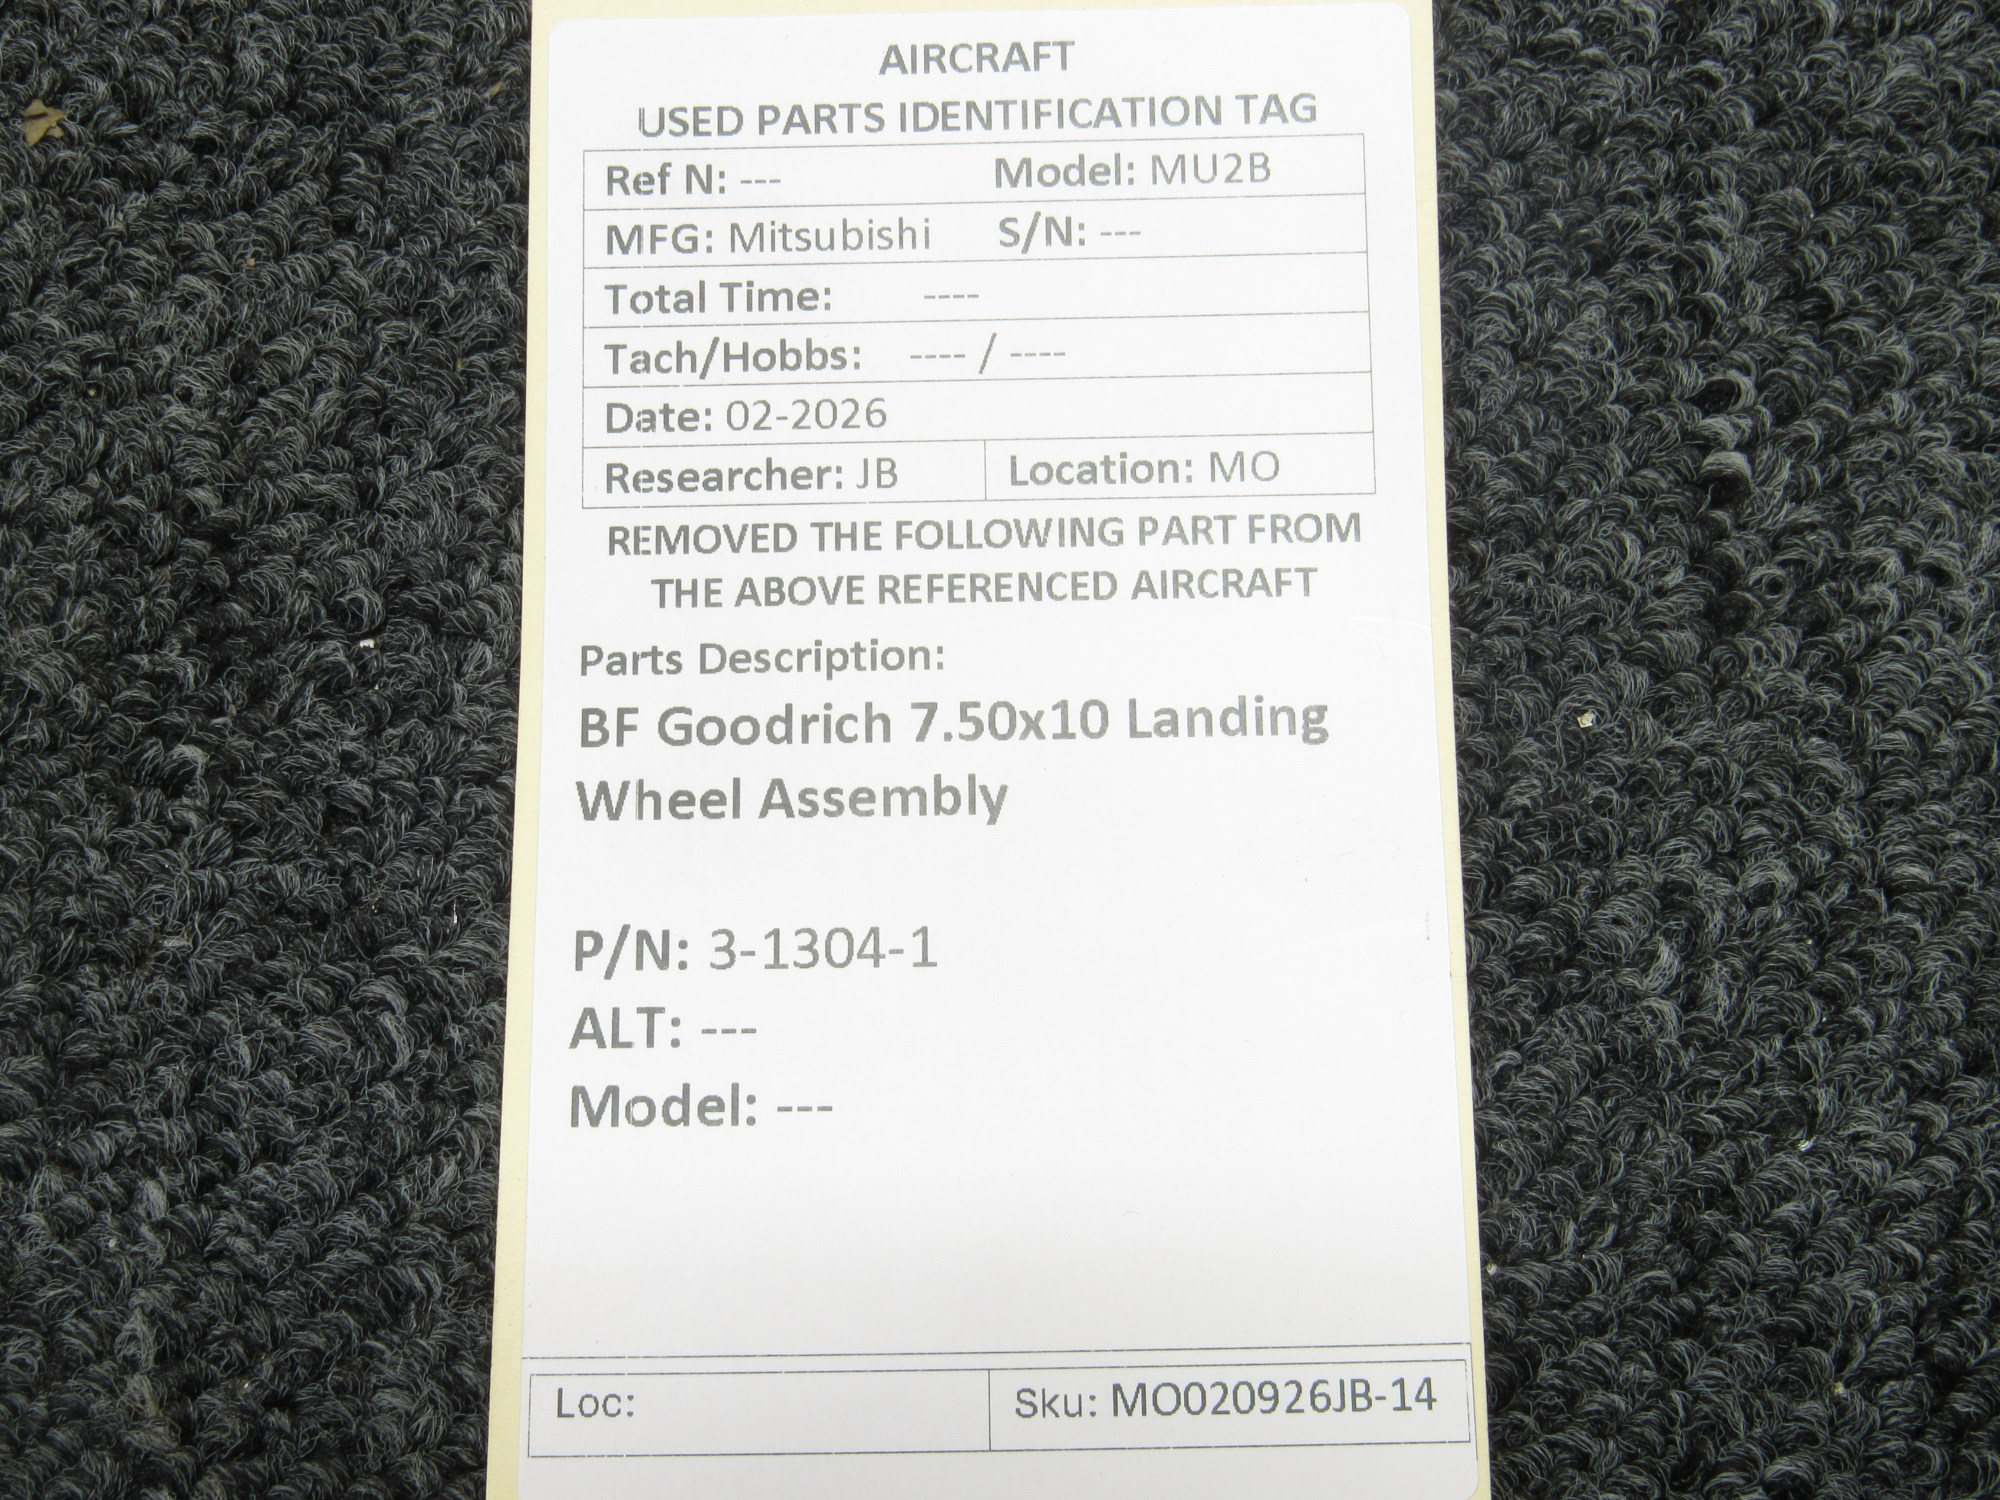 AIRCRAFT
USED PARTS IDENTIFICATION TAG
Ref N: --- Model: MU2B
MFG: Mitsubishi S/N: ---
Total Time: ----
Tach/Hobbs: ---- / ----
Date: 02-2026
Researcher: JB Location: MO
REMOVED THE FOLLOWING PART FROM
THE ABOVE REFERENCED AIRCRAFT
Parts Description:
BF Goodrich 7.50x10 Landing
Wheel Assembly
P/N: 3-1304-1
ALT: ---
Model: ---
Loc: Sku: MO020926JB-14